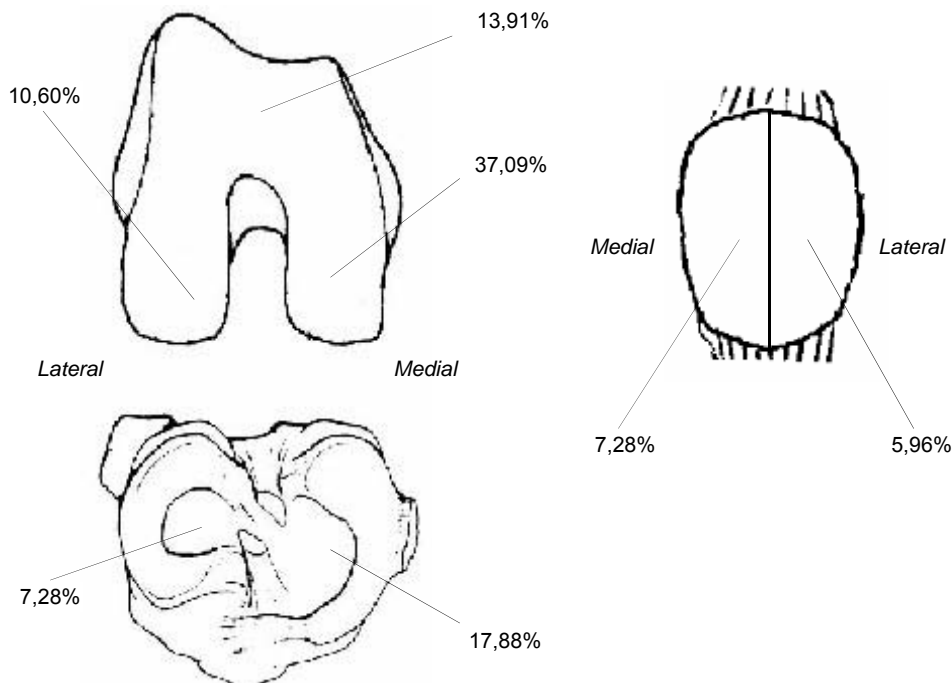 13,91%
10,60%
37,09%
Medial
Lateral
Lateral
Medial
7,28%
5,96%
7,28%
17,88%